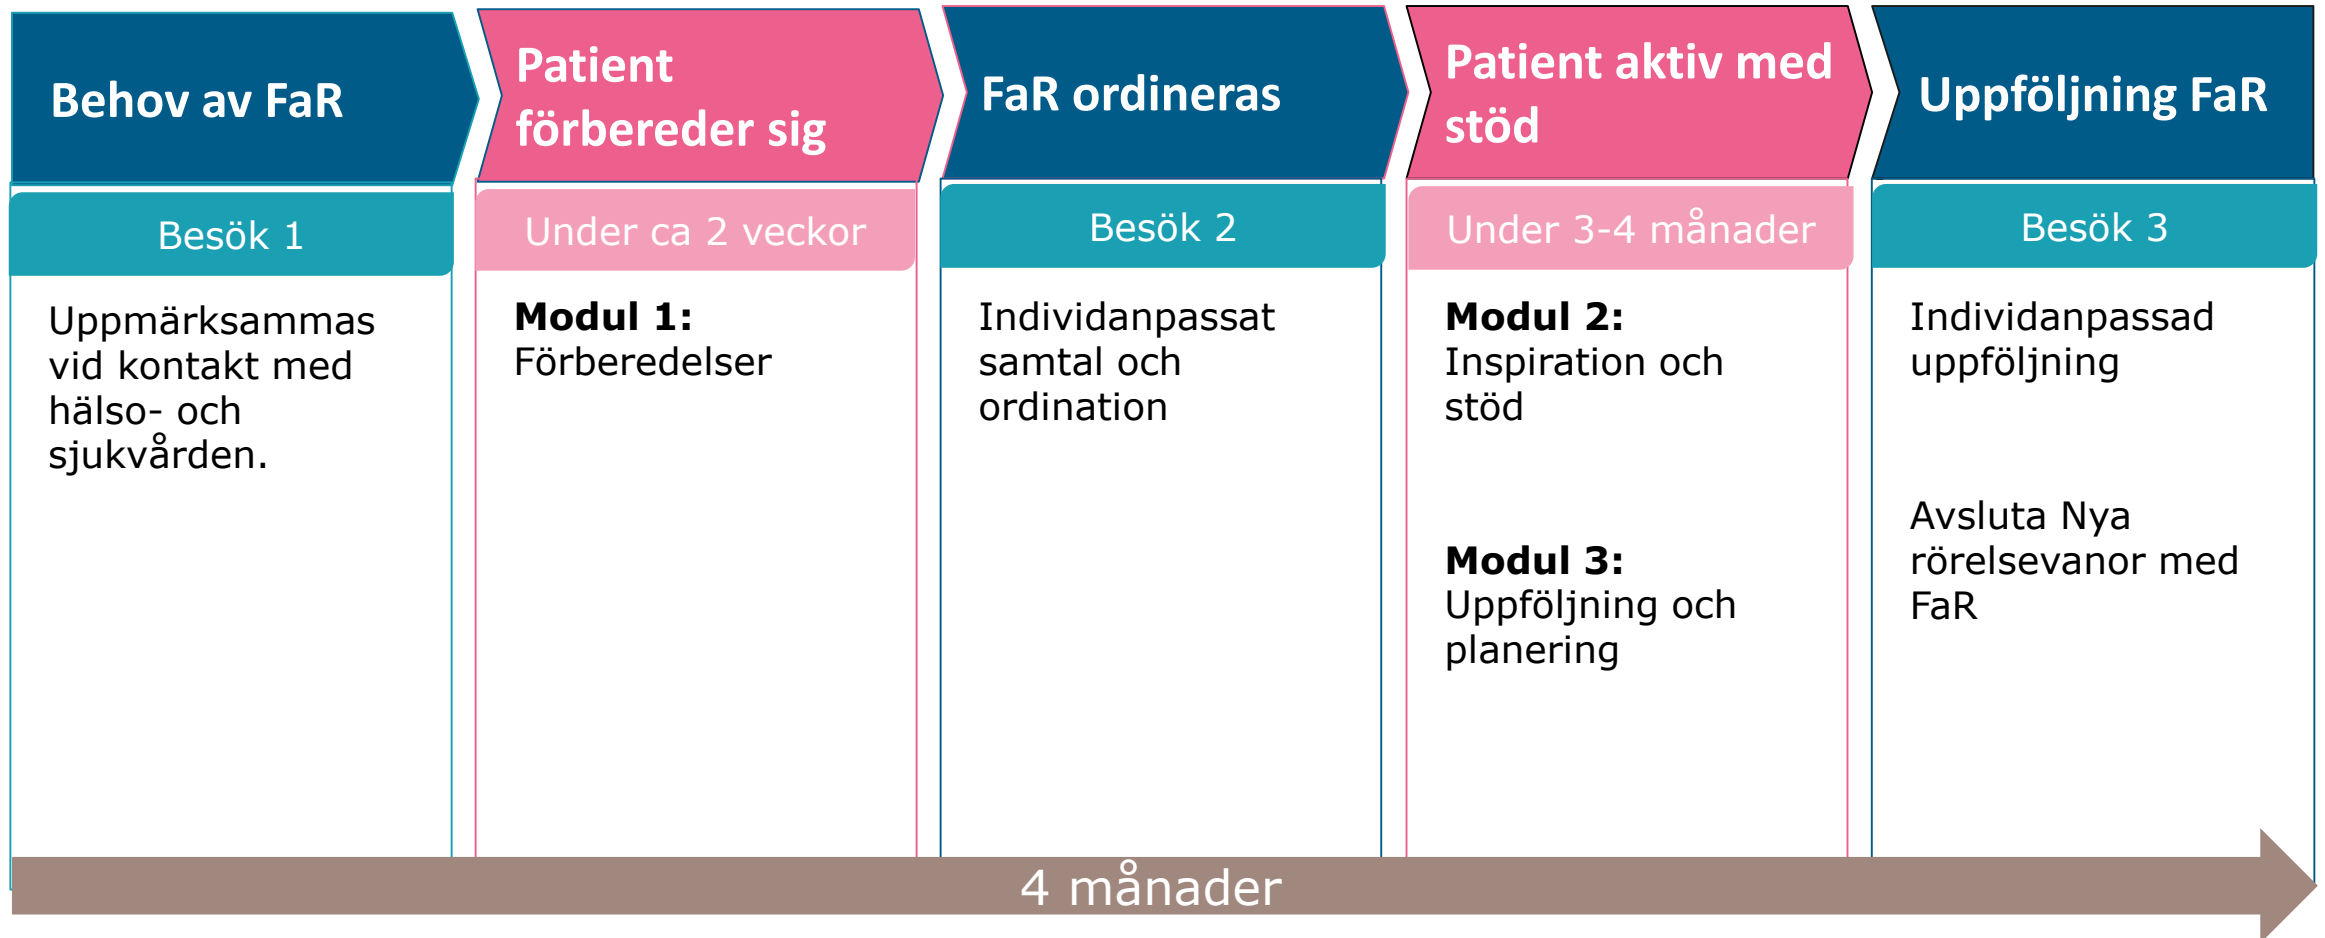 Behov av FaR
Besök 1
Uppmärksammas
vid kontakt med
hälso- och
sjukvården.
Patient
förbereder sig
Under ca 2 veckor
Modul 1:
Förberedelser
FaR ordineras
Besök 2
Individanpassat
samtal och
ordination
Patient aktiv med
stöd
Under 3-4 månader
Modul 2:
Inspiration och
stöd
Modul 3:
Uppföljning och
planering
Uppföljning FaR
Besök 3
Individanpassad
uppföljning
Avsluta Nya
rörelsevanor med
FaR
4 månader